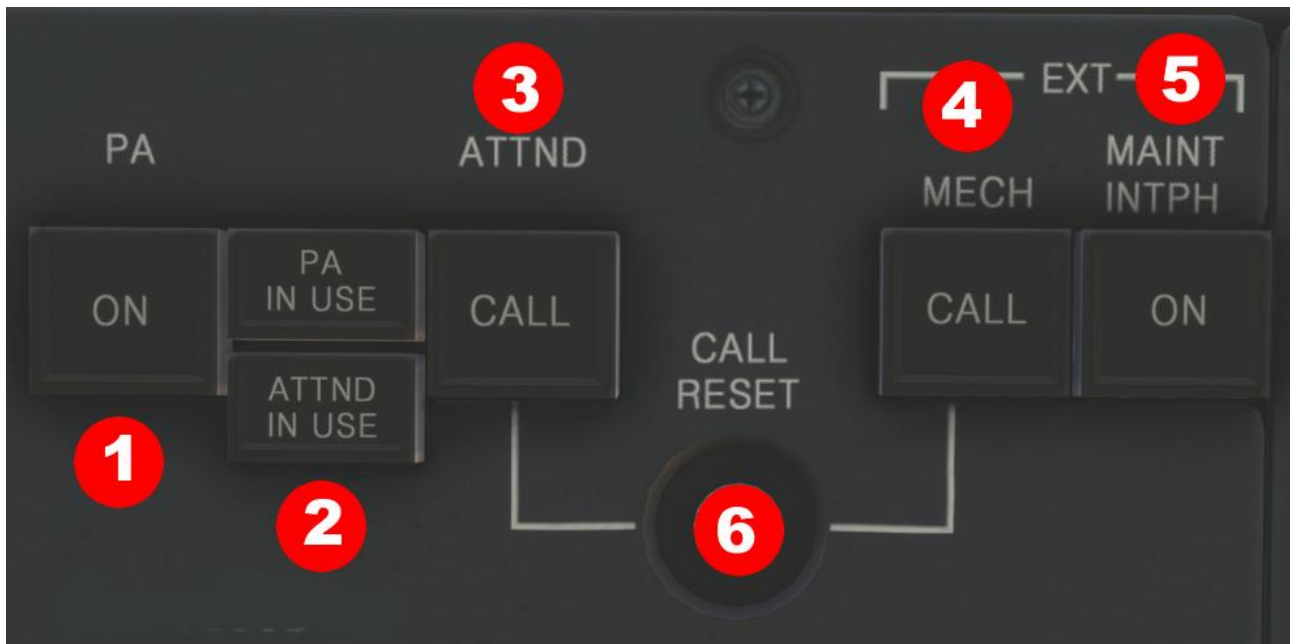 3
4
EXT
5
PA
ATTND
MECH
MAINT
INTPH
ON
PA
IN USE
ATTND
IN USE
CALL
CALL
RESET
CALL
ON
1
2
6